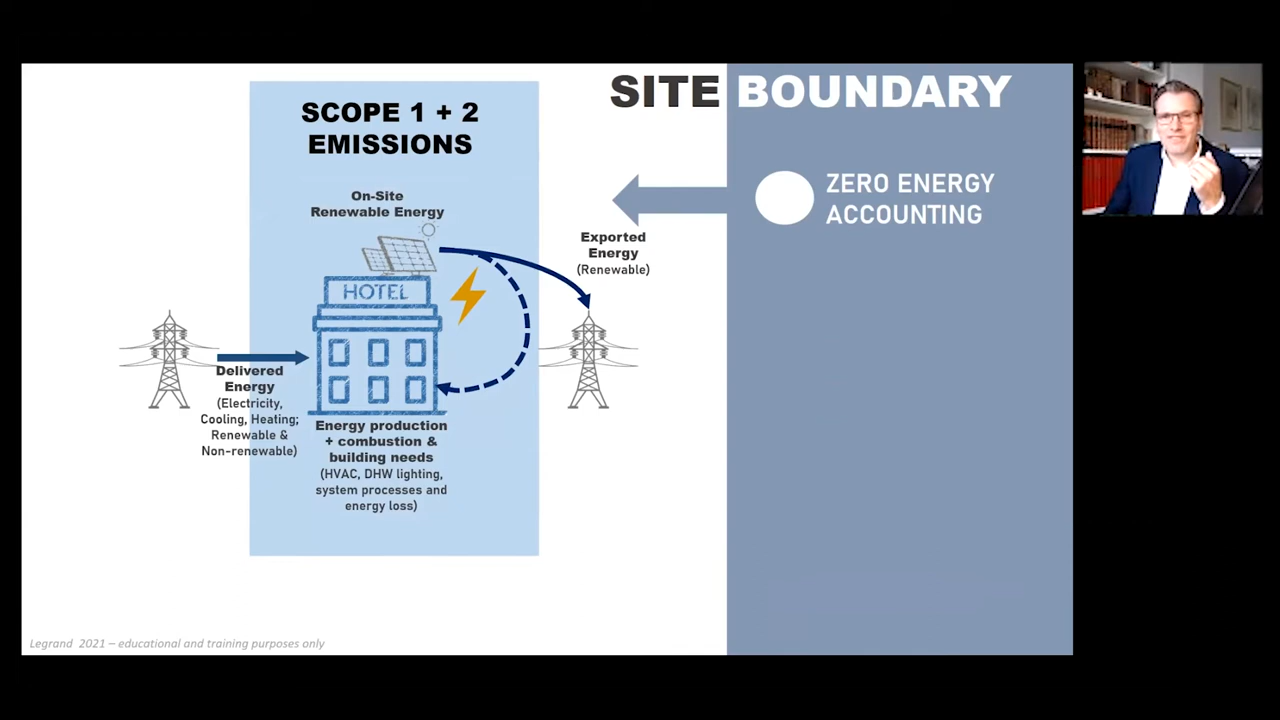 SITE BOUNDARY
SCOPE 1 + 2
EMISSIONS
On-Site
Renewable Energy
HOTEL
Delivered
Energy
(Electricity,
Cooling, Heating;
Renewable &
Non-renewable)
Energy production
+ combustion &
building needs
(HVAC, DHW lighting,
system processes and
energy loss)
Exported
Energy
(Renewable)
ZERO ENERGY
ACCOUNTING
Legrand 2021 – educational and training purposes only